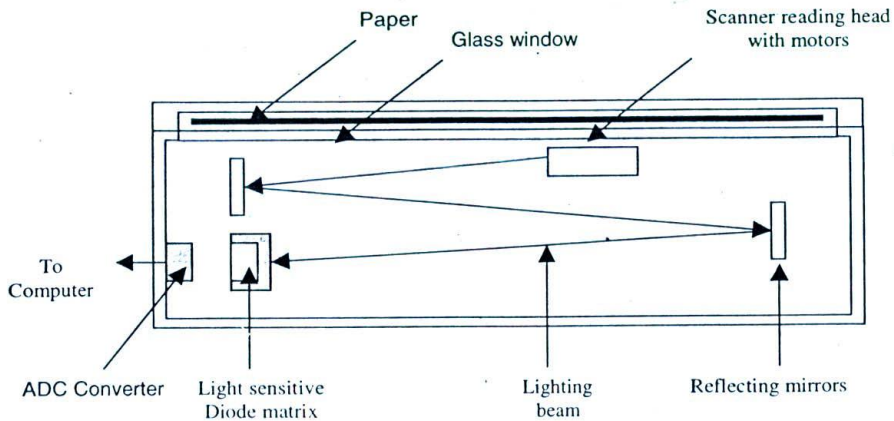 Paper
Glass window
Scanner reading head
with motors
To
Computer
ADC Converter
Light sensitive
Diode matrix
Lighting
beam
Reflecting mirrors